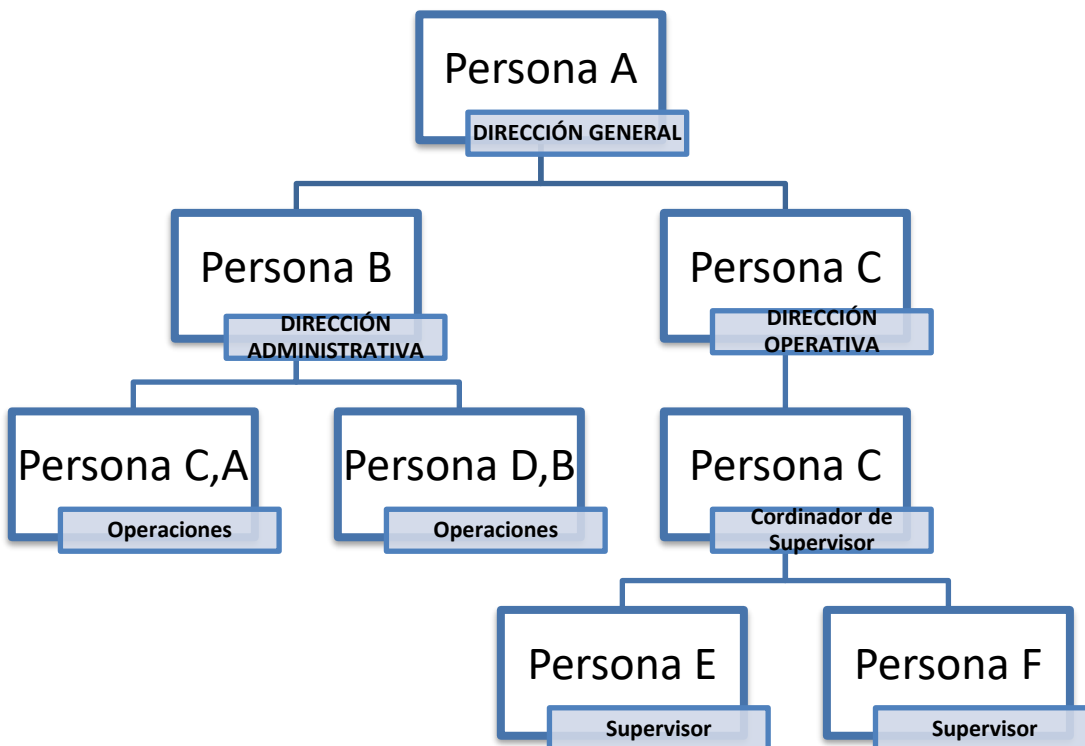 Persona A
DIRECCIÓN GENERAL
Persona B
DIRECCIÓN
ADMINISTRATIVA
Persona C
DIRECCIÓN
OPERATIVA
Persona C,A
Operaciones
Persona D,B
Operaciones
Persona C
Cordinador de
Supervisor
Persona E
Supervisor
Persona F
Supervisor